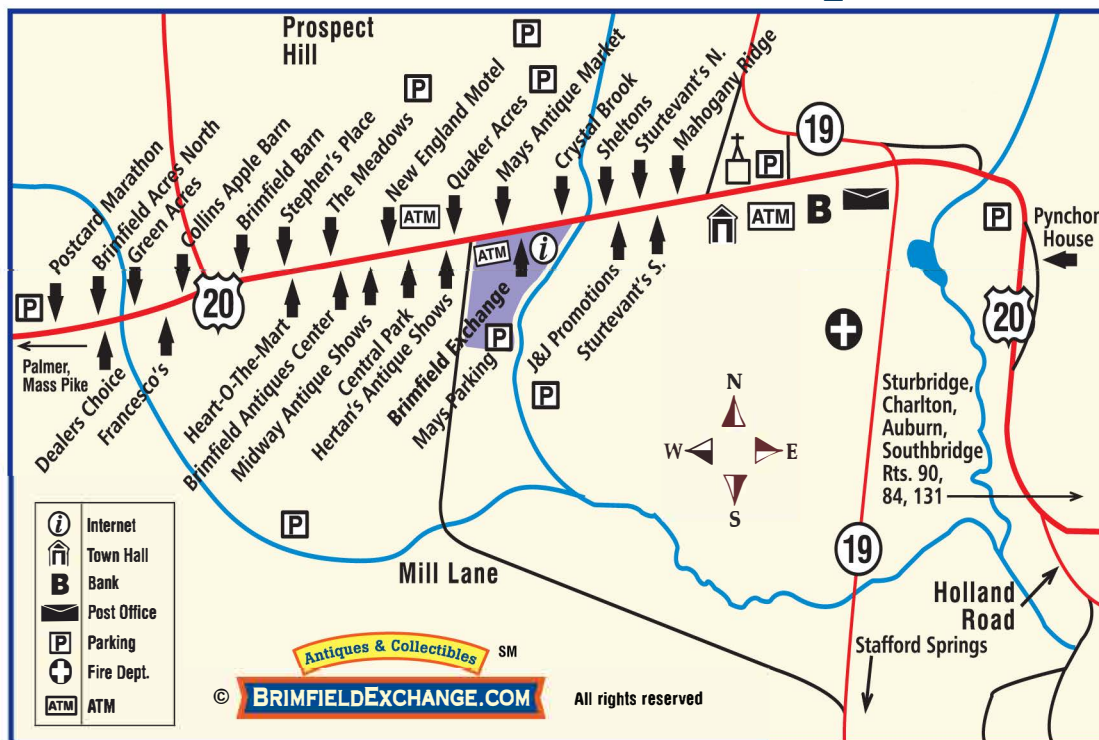 Prospect
Hill
Postcard Marathon
Brimfield Acres North
Green Acres
Collins Apple Barn
Brimfield Barn
Stephen's Place
The Meadows
P
New England Motel
P
ATM
Quaker Acres
P
Mays Antique Market
Crystal Brook
Sheltons
Sturtevant's N.
Mahogany Ridge
P
19
ATM
B
P
Pynchon
House
20
20
P
Palmer,
Mass Pike
Dealers Choice
Francesco's
Heart-O-The-Mart
Brimfield Antiques Center
Midway Antique Shows
Central Park
Hertan's Antique Shows
ATM
i
Brimfield Exchange
P
Mays Parking
J&J Promotions
P
Sturtevant's S.
N
W
E
S
Sturbridge,
Charlton,
Auburn,
Southbridge
Rts. 90,
84, 131
P
Mill Lane
19
Holland
Road
Stafford Springs
i Internet
Town Hall
B Bank
Post Office
P Parking
Fire Dept.
ATM ATM
Antiques & Collectibles SM
© BRIMFIELDEXCHANGE.COM All rights reserved